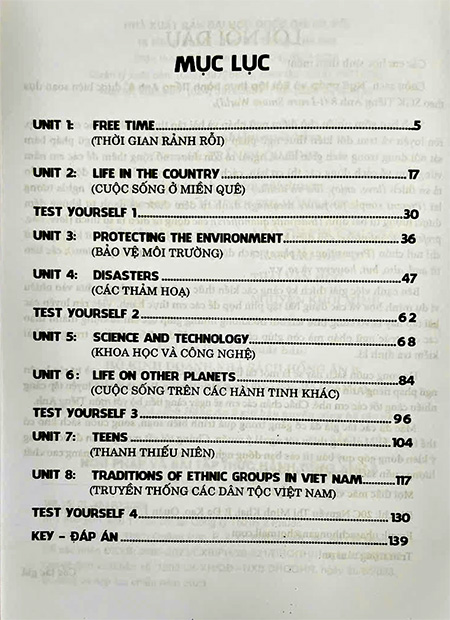 MỤC LỤC
UNIT 1: FREE TIME 5
(THỜI GIAN RẢNH RỖI)
UNIT 2: LIFE IN THE COUNTRY 17
(CUỘC SỐNG Ở MIỀN QUÊ)
TEST YOURSELF 1 30
UNIT 3: PROTECTING THE ENVIRONMENT 36
(BẢO VỆ MÔI TRƯỜNG)
UNIT 4: DISASTERS 47
(CÁC THẢM HOẠ)
TEST YOURSELF 2 62
UNIT 5: SCIENCE AND TECHNOLOGY 68
(KHOA HỌC VÀ CÔNG NGHỆ)
UNIT 6: LIFE ON OTHER PLANETS 84
(CUỘC SỐNG TRÊN CÁC HÀNH TINH KHÁC)
TEST YOURSELF 3 96
UNIT 7: TEENS 104
(THANH THIẾU NIÊN)
UNIT 8: TRADITIONS OF ETHNIC GROUPS IN VIET NAM 117
(TRUYỀN THỐNG CÁC DÂN TỘC VIỆT NAM)
TEST YOURSELF 4 130
KEY – ĐÁP ÁN 139